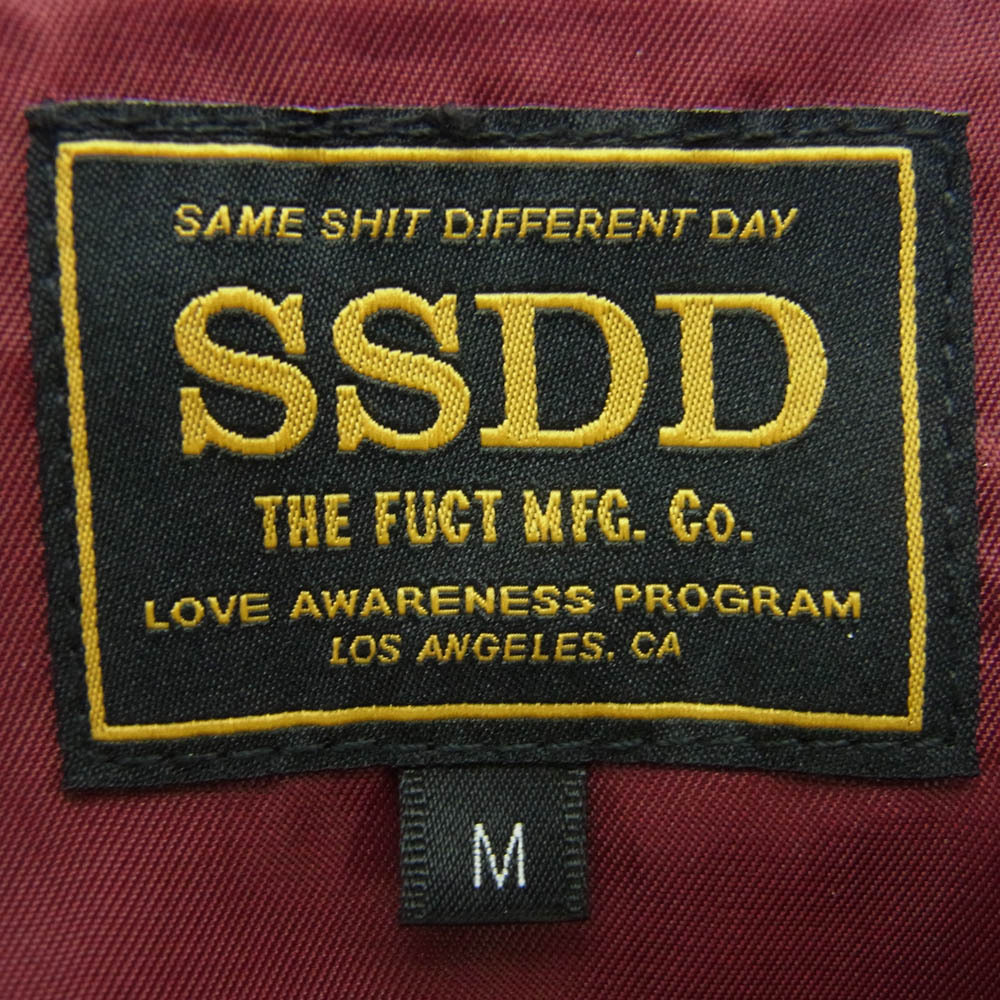 SAME SHIT DIFFERENT DAY
SSDD
THE FUCT MFG. Co.
LOVE AWARENESS PROGRAM
LOS ANGELES, CA
M